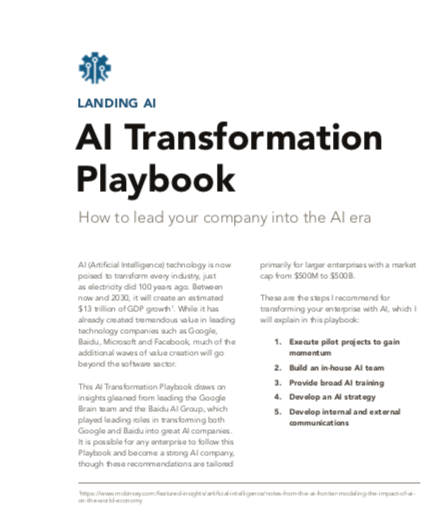 LANDING AI
AI Transformation
Playbook
How to lead your company into the AI era
AI (Artificial Intelligence) technology is now
poised to transform every industry, just
as electricity did 100 years ago. Between
now and 2030, it will create an estimated
$13 trillion of GDP growth¹. While it has
already created tremendous value in leading
technology companies such as Google,
Baidu, Microsoft and Facebook, much of the
additional waves of value creation will go
beyond the software sector.
This AI Transformation Playbook draws on
insights gleaned from leading the Google
Brain team and the Baidu AI Group, which
played leading roles in transforming both
Google and Baidu into great AI companies.
It is possible for any enterprise to follow this
Playbook and become a strong AI company,
though these recommendations are tailored
primarily for larger enterprises with a market
cap from $500M to $500B.
These are the steps I recommend for
transforming your enterprise with AI, which I
will explain in this playbook:
1. Execute pilot projects to gain
momentum
2. Build an in-house AI team
3. Provide broad AI training
4. Develop an AI strategy
5. Develop internal and external
communications
¹https://www.mckinsey.com/featured-insights/artificial-intelligence/notes-from-the-ai-frontier-modeling-the-impact-of-ai-
on-the-world-economy